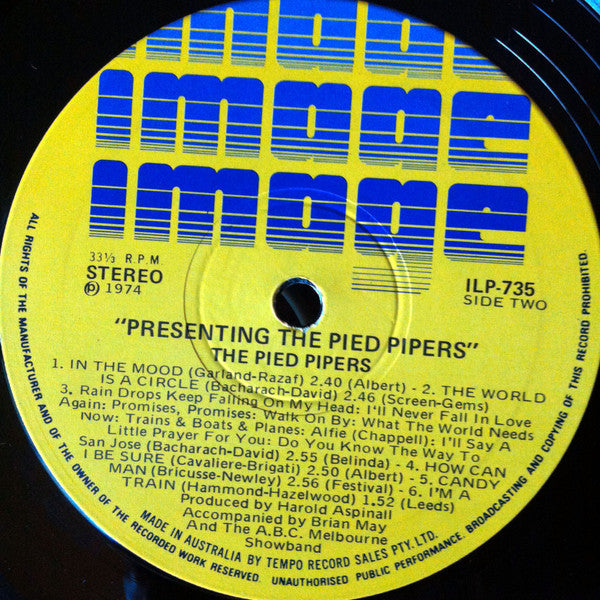 image
image
image
33⅓ R.P.M.
STEREO
℗ 1974
ILP-735
SIDE TWO
"PRESENTING THE PIED PIPERS"
THE PIED PIPERS
1. IN THE MOOD (Garland-Razaf) 2.40 (Albert) - 2. THE WORLD
IS A CIRCLE (Bacharach-David) 2.46 (Screen-Gems)
3. Rain Drops Keep Falling On My Head: I'll Never Fall In Love
Again: Promises, Promises: Walk On By: What The World Needs
Now: Trains & Boats & Planes: Alfie (Chappell): I'll Say A
Little Prayer For You: Do You Know The Way To
San Jose (Bacharach-David) 2.55 (Belinda) - 4. HOW CAN
I BE SURE (Cavaliere-Brigati) 2.50 (Albert) - 5. CANDY
MAN (Bricusse-Newley) 2.56 (Festival) - 6. I'M A
TRAIN (Hammond-Hazelwood) 1.52 (Leeds)
Produced by Harold Aspinall
Accompanied by Brian May
And The A.B.C. Melbourne
Showband
MADE IN AUSTRALIA BY TEMPO RECORD SALES PTY. LTD.
ALL RIGHTS OF THE MANUFACTURER AND OF THE OWNER OF THE RECORDED WORK RESERVED. UNAUTHORISED PUBLIC PERFORMANCE. BROADCASTING AND COPYING OF THIS RECORD PROHIBITED.